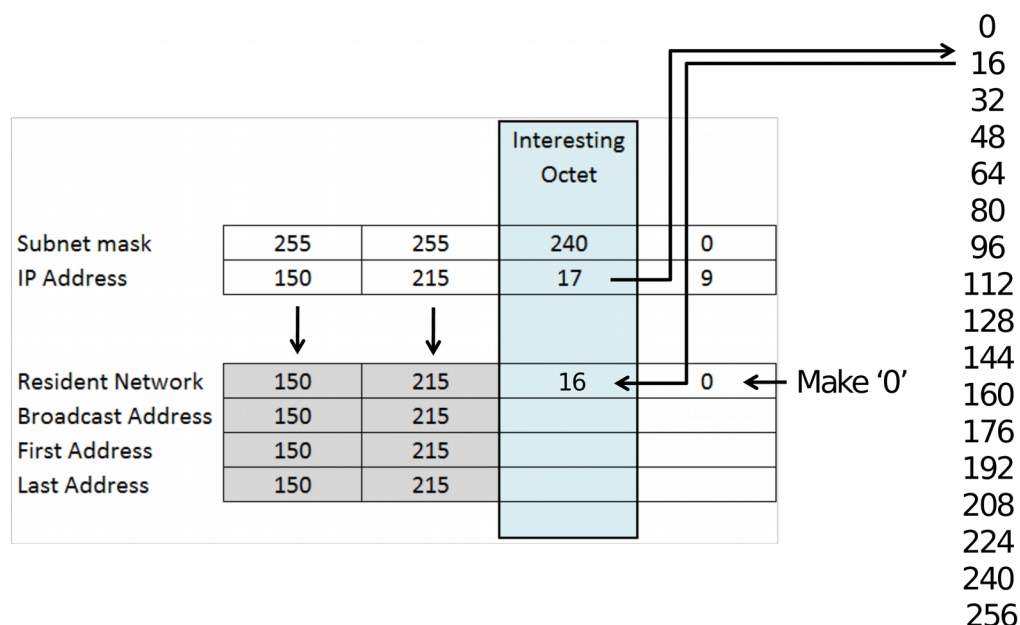 Interesting
Octet
Subnet mask 255 255 240 0
IP Address 150 215 17 9
Resident Network 150 215 16 0 Make ‘0’
Broadcast Address 150 215
First Address 150 215
Last Address 150 215
0
16
32
48
64
80
96
112
128
144
160
176
192
208
224
240
256